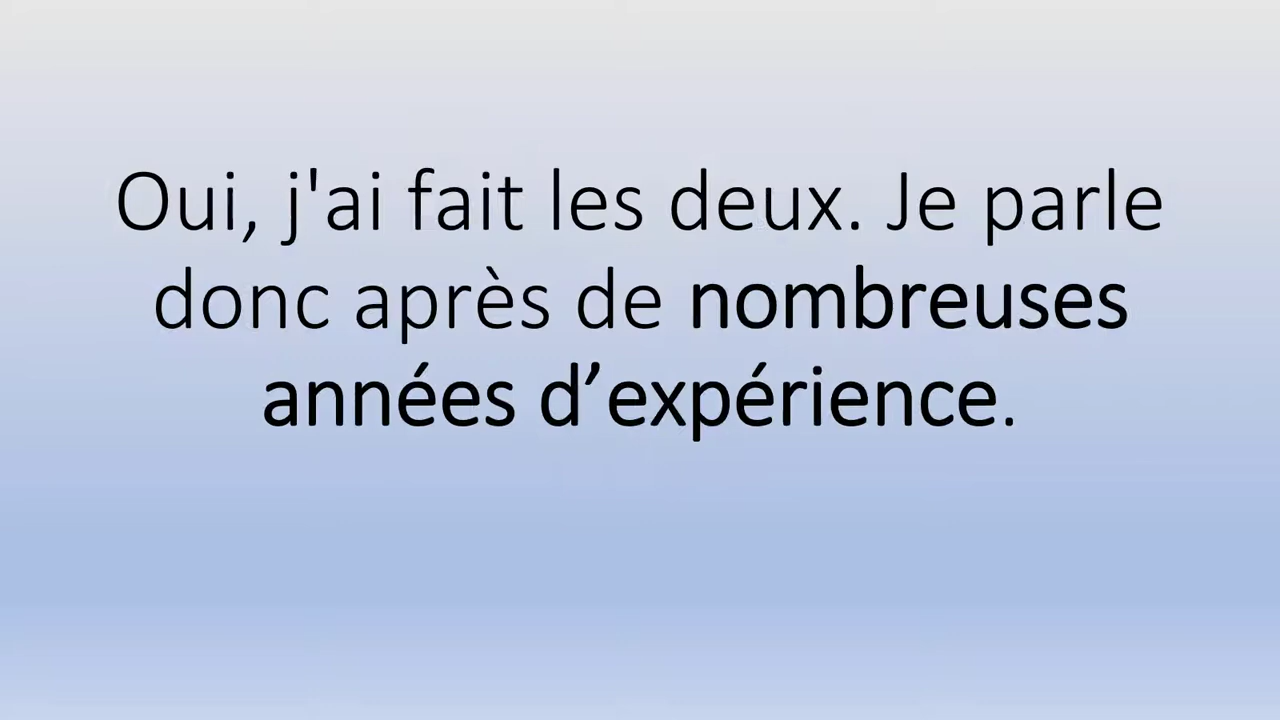 Oui, j'ai fait les deux. Je parle
donc après de nombreuses
années d’expérience.